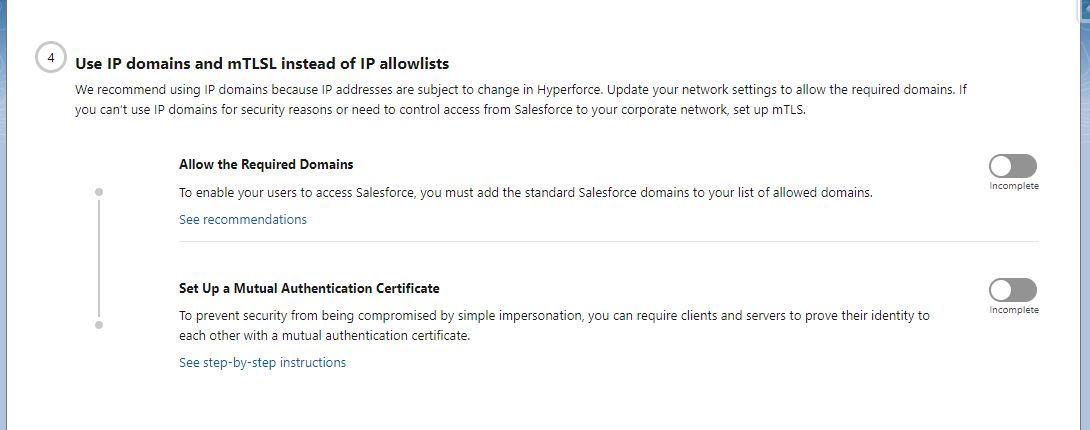 4
Use IP domains and mTLSL instead of IP allowlists
We recommend using IP domains because IP addresses are subject to change in Hyperforce. Update your network settings to allow the required domains. If
you can't use IP domains for security reasons or need to control access from Salesforce to your corporate network, set up mTLS.
Allow the Required Domains
Incomplete
To enable your users to access Salesforce, you must add the standard Salesforce domains to your list of allowed domains.
See recommendations
Set Up a Mutual Authentication Certificate
Incomplete
To prevent security from being compromised by simple impersonation, you can require clients and servers to prove their identity to
each other with a mutual authentication certificate.
See step-by-step instructions